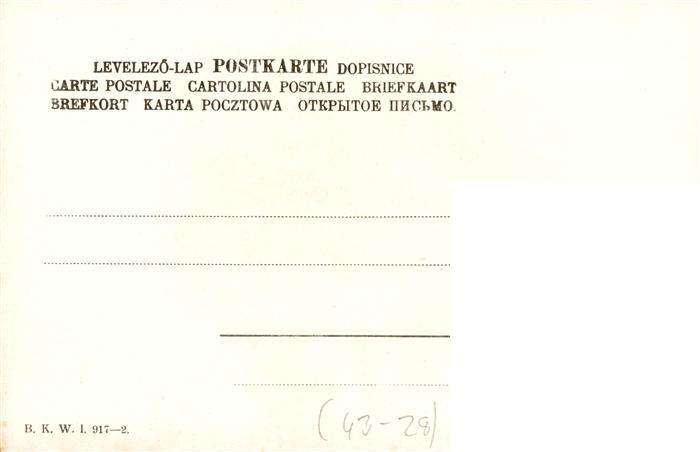 LEVELEZŐ-LAP POSTKARTE DOPISNICE
CARTE POSTALE CARTOLINA POSTALE BRIEFKAART
BREFKORT KARTA POCZTOWA ОТКРЫТОЕ ПИСЬМО.
B. K. W. I. 917—2.
(43-28)